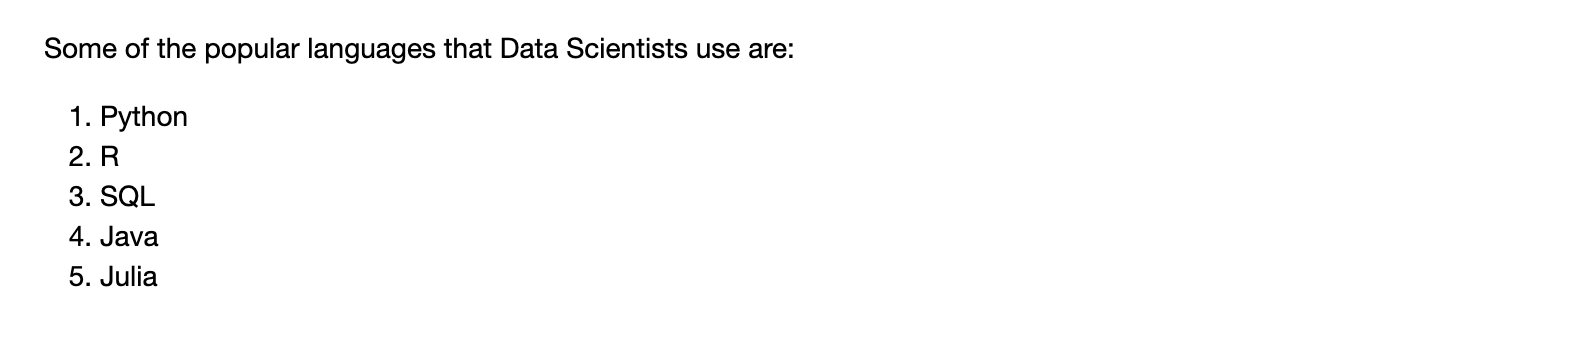 Some of the popular languages that Data Scientists use are:
1. Python
2. R
3. SQL
4. Java
5. Julia